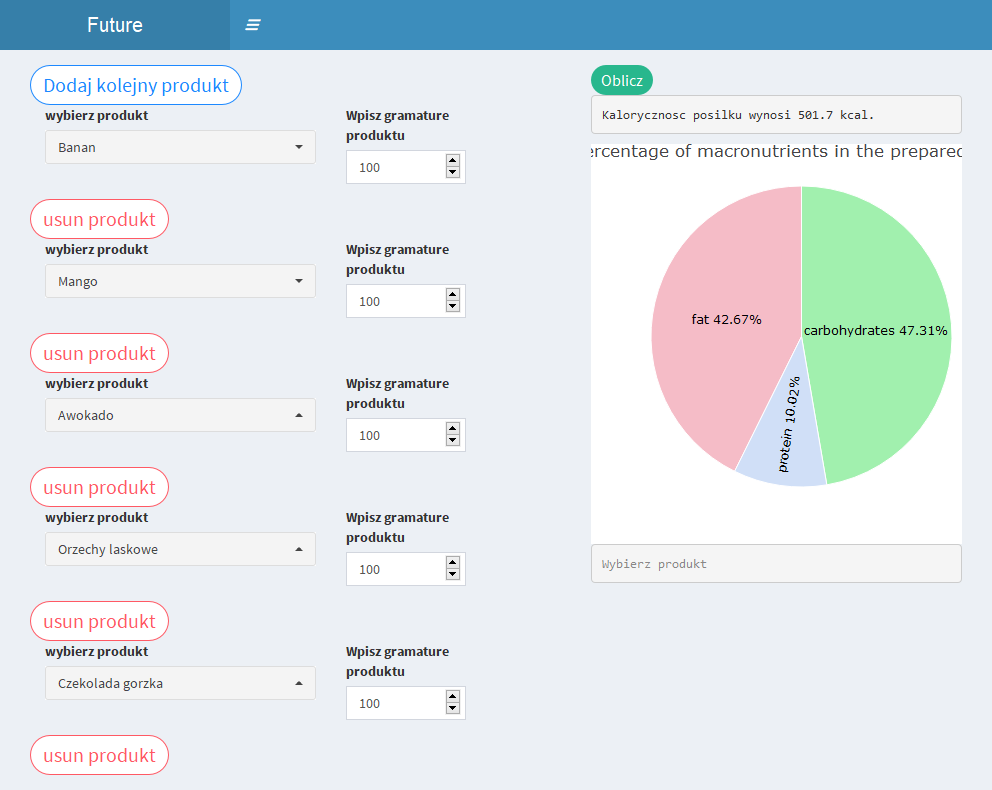 Future
Dodaj kolejny produkt
wybierz produkt
Banan
Wpisz gramature
produktu
100
usun produkt
wybierz produkt
Mango
Wpisz gramature
produktu
100
usun produkt
wybierz produkt
Awokado
Wpisz gramature
produktu
100
usun produkt
wybierz produkt
Orzechy laskowe
Wpisz gramature
produktu
100
usun produkt
wybierz produkt
Czekolada gorzka
Wpisz gramature
produktu
100
usun produkt
Oblicz
Kalorycznosc posilku wynosi 501.7 kcal.
ercentage of macronutrients in the prepared
fat 42.67%
carbohydrates 47.31%
protein 10.02%
Wybierz produkt